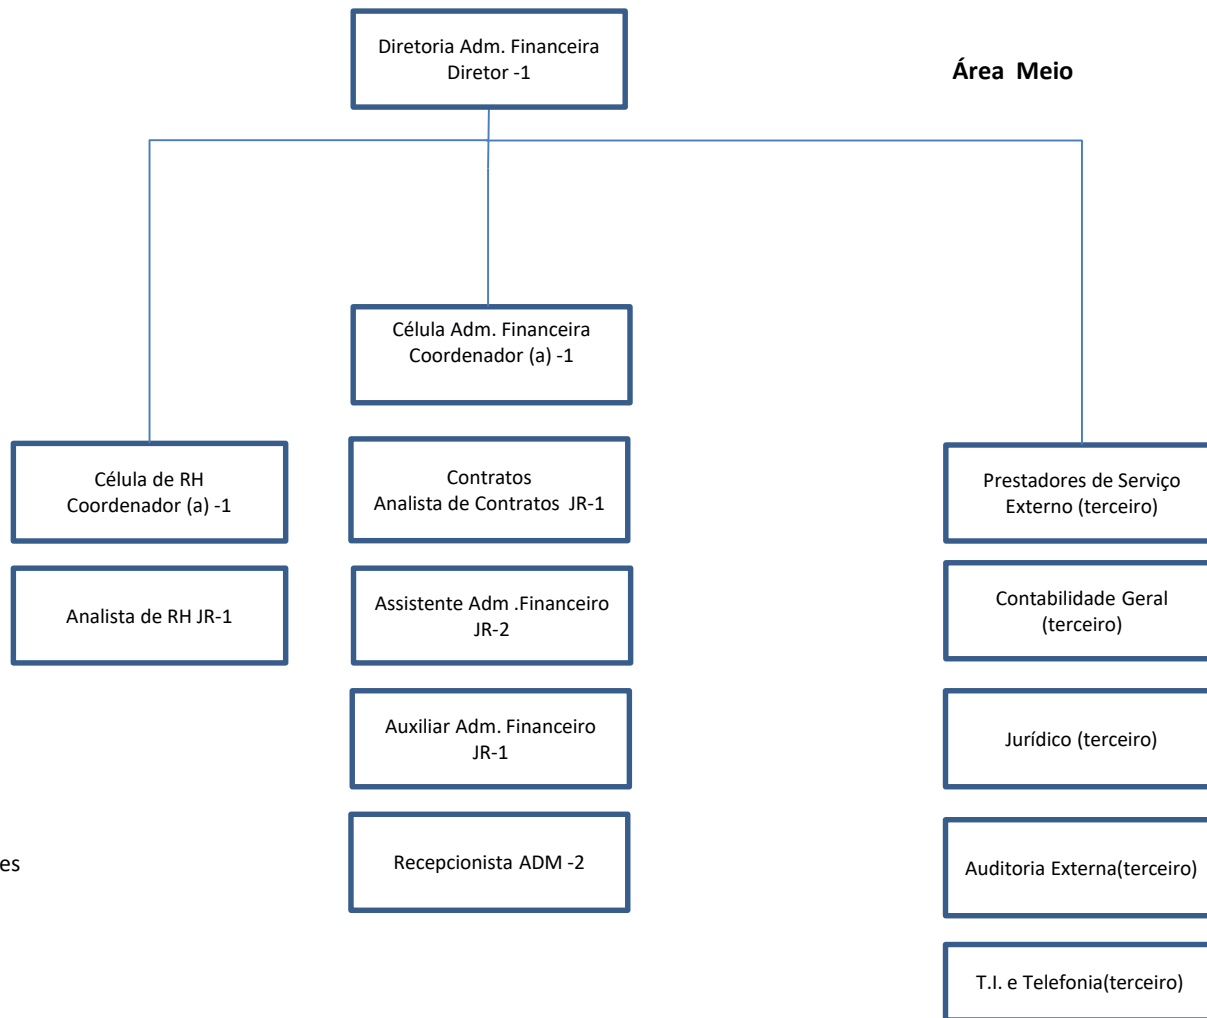 Diretoria Adm. Financeira
Diretor -1
Área Meio
Célula Adm. Financeira
Coordenador (a) -1
Célula de RH
Coordenador (a) -1
Analista de RH JR-1
Contratos
Analista de Contratos JR-1
Assistente Adm .Financeiro
JR-2
Auxiliar Adm. Financeiro
JR-1
Recepcionista ADM -2
Prestadores de Serviço
Externo (terceiro)
Contabilidade Geral
(terceiro)
Jurídico (terceiro)
Auditoria Externa(terceiro)
T.I. e Telefonia(terceiro)
es